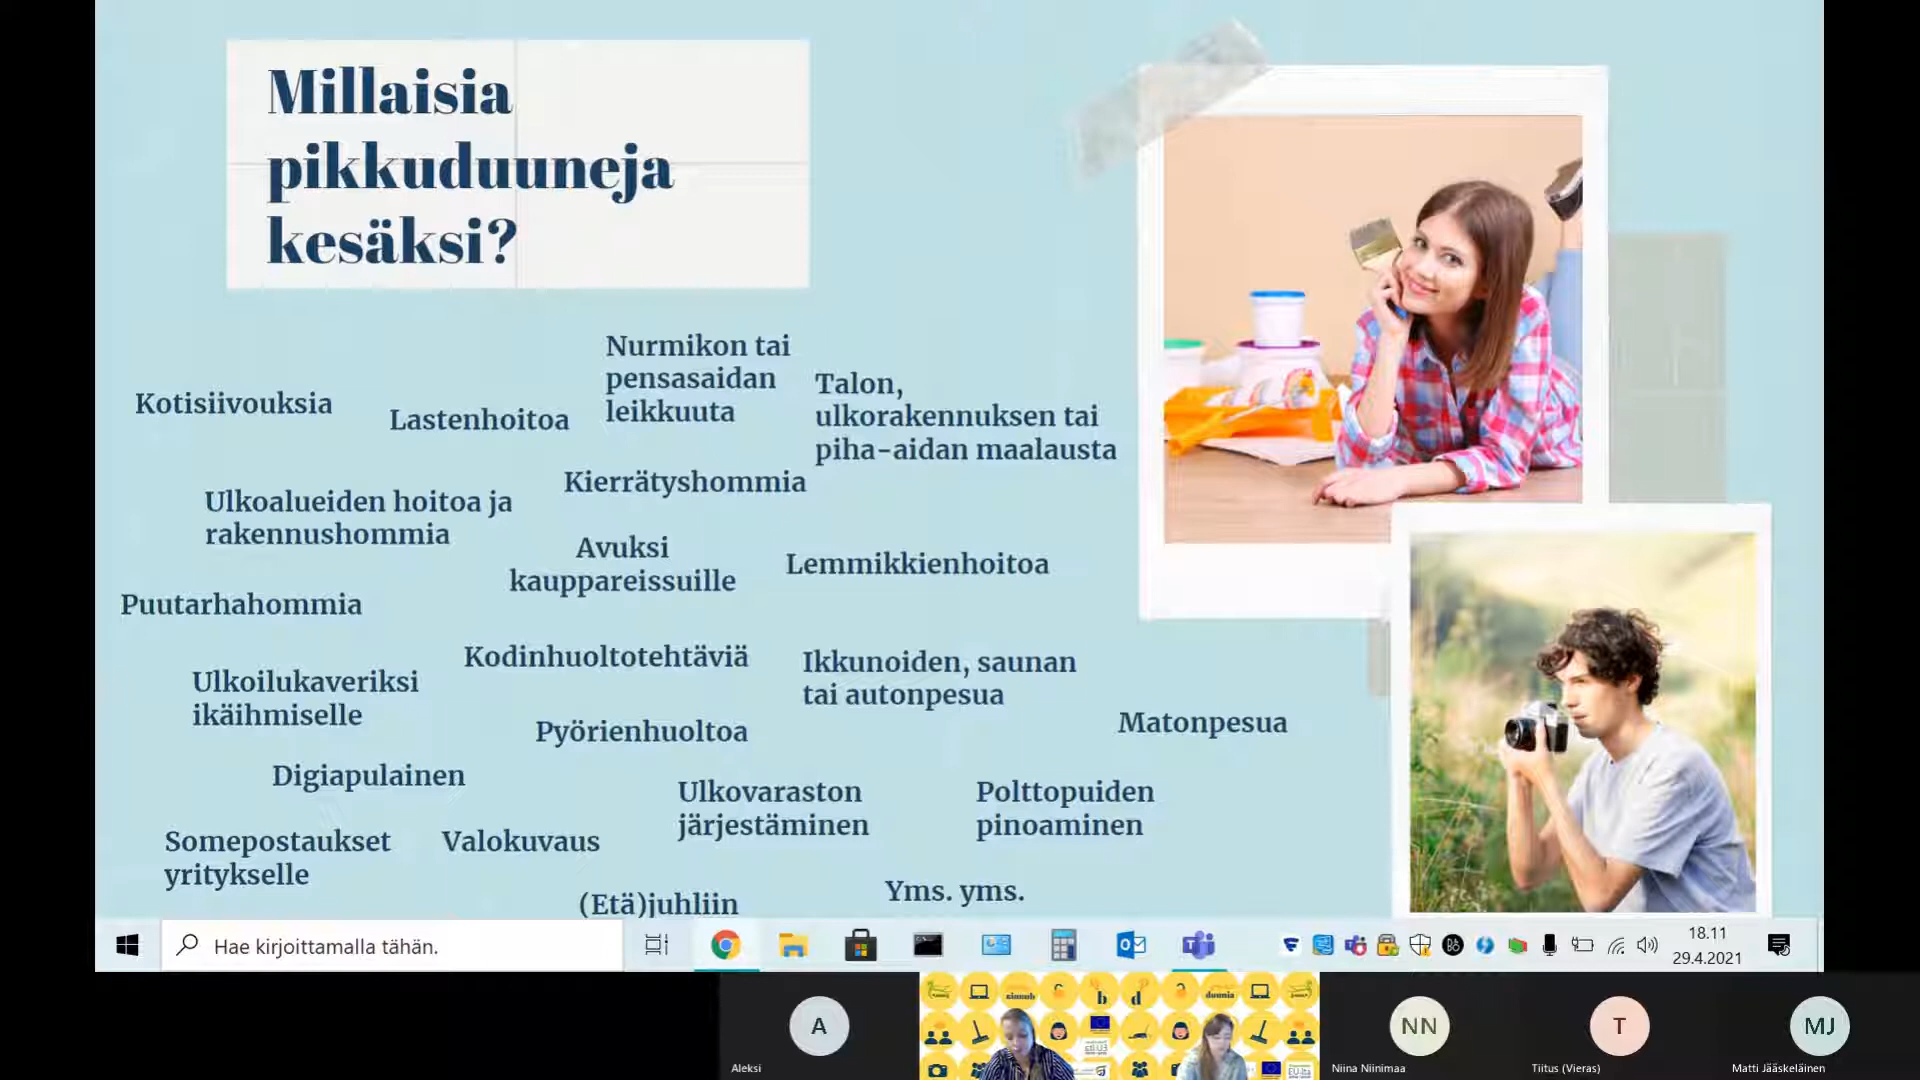 Millaisia
pikkuduuneja
kesäksi?
Nurmikon tai
pensasaidan
leikkuuta
Talon,
ulkorakennuksen tai
piha-aidan maalausta
Kotisiivouksia
Lastenhoitoa
Kierrätyshommia
Ulkoalueiden hoitoa ja
rakennushommia
Avuksi
kauppareissuille
Lemmikkienhoitoa
Puutarhahommia
Kodinhuoltotehtäviä
Ikkunoiden, saunan
tai autonpesua
Ulkoilukaveriksi
ikäihmiselle
Pyörienhuoltoa
Matonpesua
Digiapulainen
Ulkovaraston
järjestäminen
Polttopuiden
pinoaminen
Somepostaukset
yritykselle
Valokuvaus
(Etä)juhliin
Yms. yms.
Hae kirjoittamalla tähän.
18.11
29.4.2021
A
NN
T
MJ
Aleksi
Niina Niinimaa
Tiitus (Vieras)
Matti Jääskeläinen